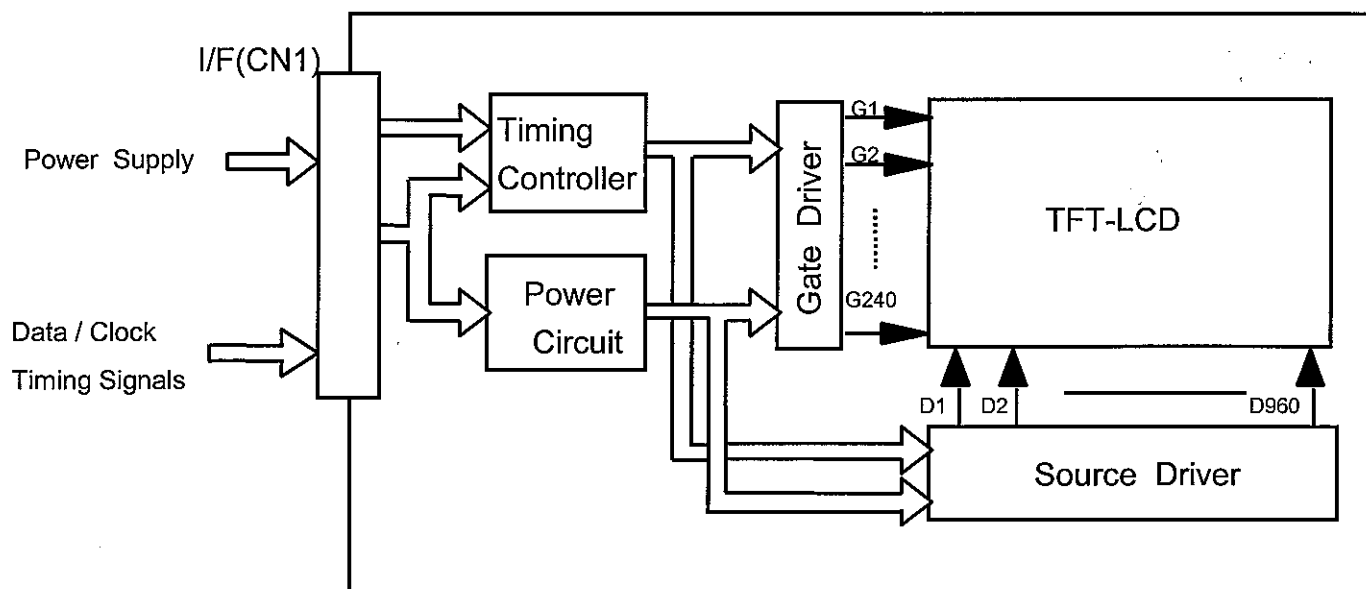 I/F(CN1)
Power Supply
Data / Clock
Timing Signals
Timing
Controller
Power
Circuit
Gate Driver
G1
G2
G240
TFT-LCD
D1
D2
D960
Source Driver